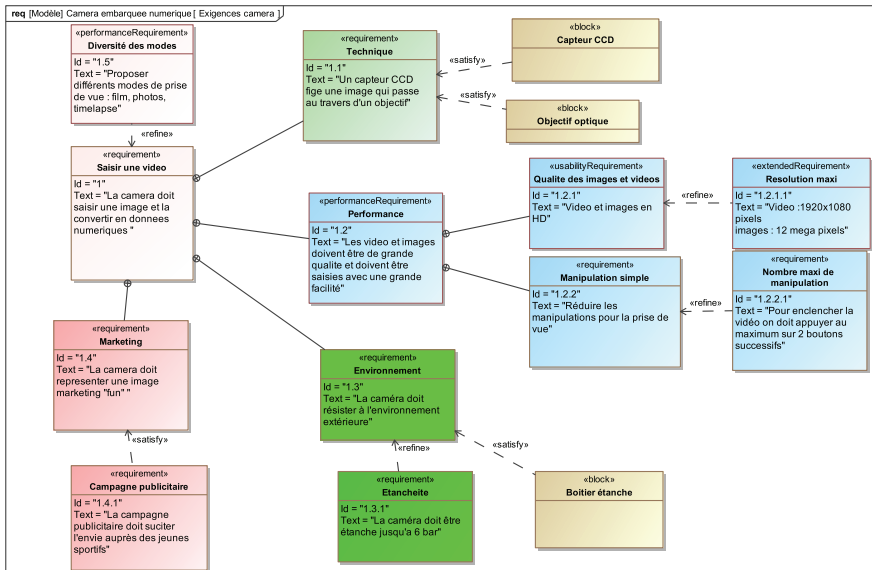 req [Modèle] Camera embarquee numerique [ Exigences camera ]
«performanceRequirement»
Diversité des modes
Id = "1.5"
Text = "Proposer
différents modes de prise
de vue : film, photos,
timelapse"
«refine»
«requirement»
Saisir une video
Id = "1"
Text = "La camera doit
saisir une image et la
convertir en donnees
numeriques "
«requirement»
Technique
Id = "1.1"
Text = "Un capteur CCD
fige une image qui passe
au travers d'un objectif"
«satisfy»
«satisfy»
«block»
Capteur CCD
«block»
Objectif optique
«performanceRequirement»
Performance
Id = "1.2"
Text = "Les video et images
doivent être de grande
qualite et doivent être
saisies avec une grande
facilité"
«usabilityRequirement»
Qualite des images et videos
Id = "1.2.1"
Text = "Video et images en
HD"
«refine»
«extendedRequirement»
Resolution maxi
Id = "1.2.1.1"
Text = "Video :1920x1080
pixels
images : 12 mega pixels"
«requirement»
Manipulation simple
Id = "1.2.2"
Text = "Réduire les
manipulations pour la prise de
vue"
«refine»
«requirement»
Nombre maxi de
manipulation
Id = "1.2.2.1"
Text = "Pour enclencher la
vidéo on doit appuyer au
maximum sur 2 boutons
successifs"
«requirement»
Marketing
Id = "1.4"
Text = "La camera doit
representer une image
marketing "fun" "
«satisfy»
«requirement»
Campagne publicitaire
Id = "1.4.1"
Text = "La campagne
publicitaire doit suciter
l'envie auprès des jeunes
sportifs"
«requirement»
Environnement
Id = "1.3"
Text = "La caméra doit
résister à l'environnement
extérieure"
«refine»
«satisfy»
«requirement»
Etancheite
Id = "1.3.1"
Text = "La caméra doit être
étanche jusqu'a 6 bar"
«block»
Boitier étanche